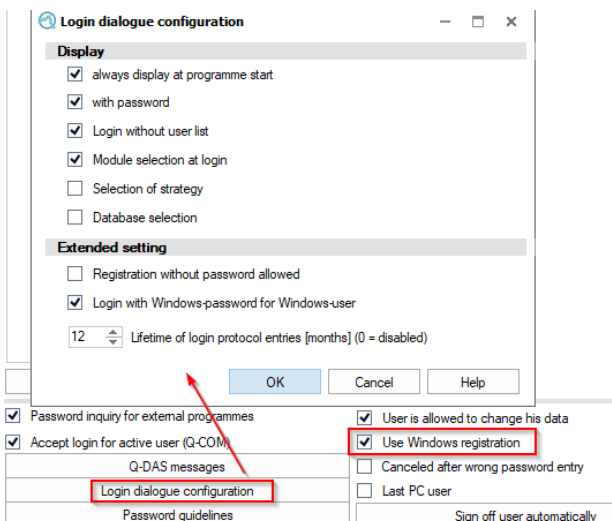 Login dialogue configuration
Display
always display at programme start
with password
Login without user list
Module selection at login
Selection of strategy
Database selection
Extended setting
Registration without password allowed
Login with Windows-password for Windows-user
12 Lifetime of login protocol entries [months] (0 = disabled)
OK Cancel Help
Password inquiry for external programmes User is allowed to change his data
Accept login for active user (Q-COM) Use Windows registration
Q-DAS messages Canceled after wrong password entry
Login dialogue configuration Last PC user
Password guidelines Sign off user automatically